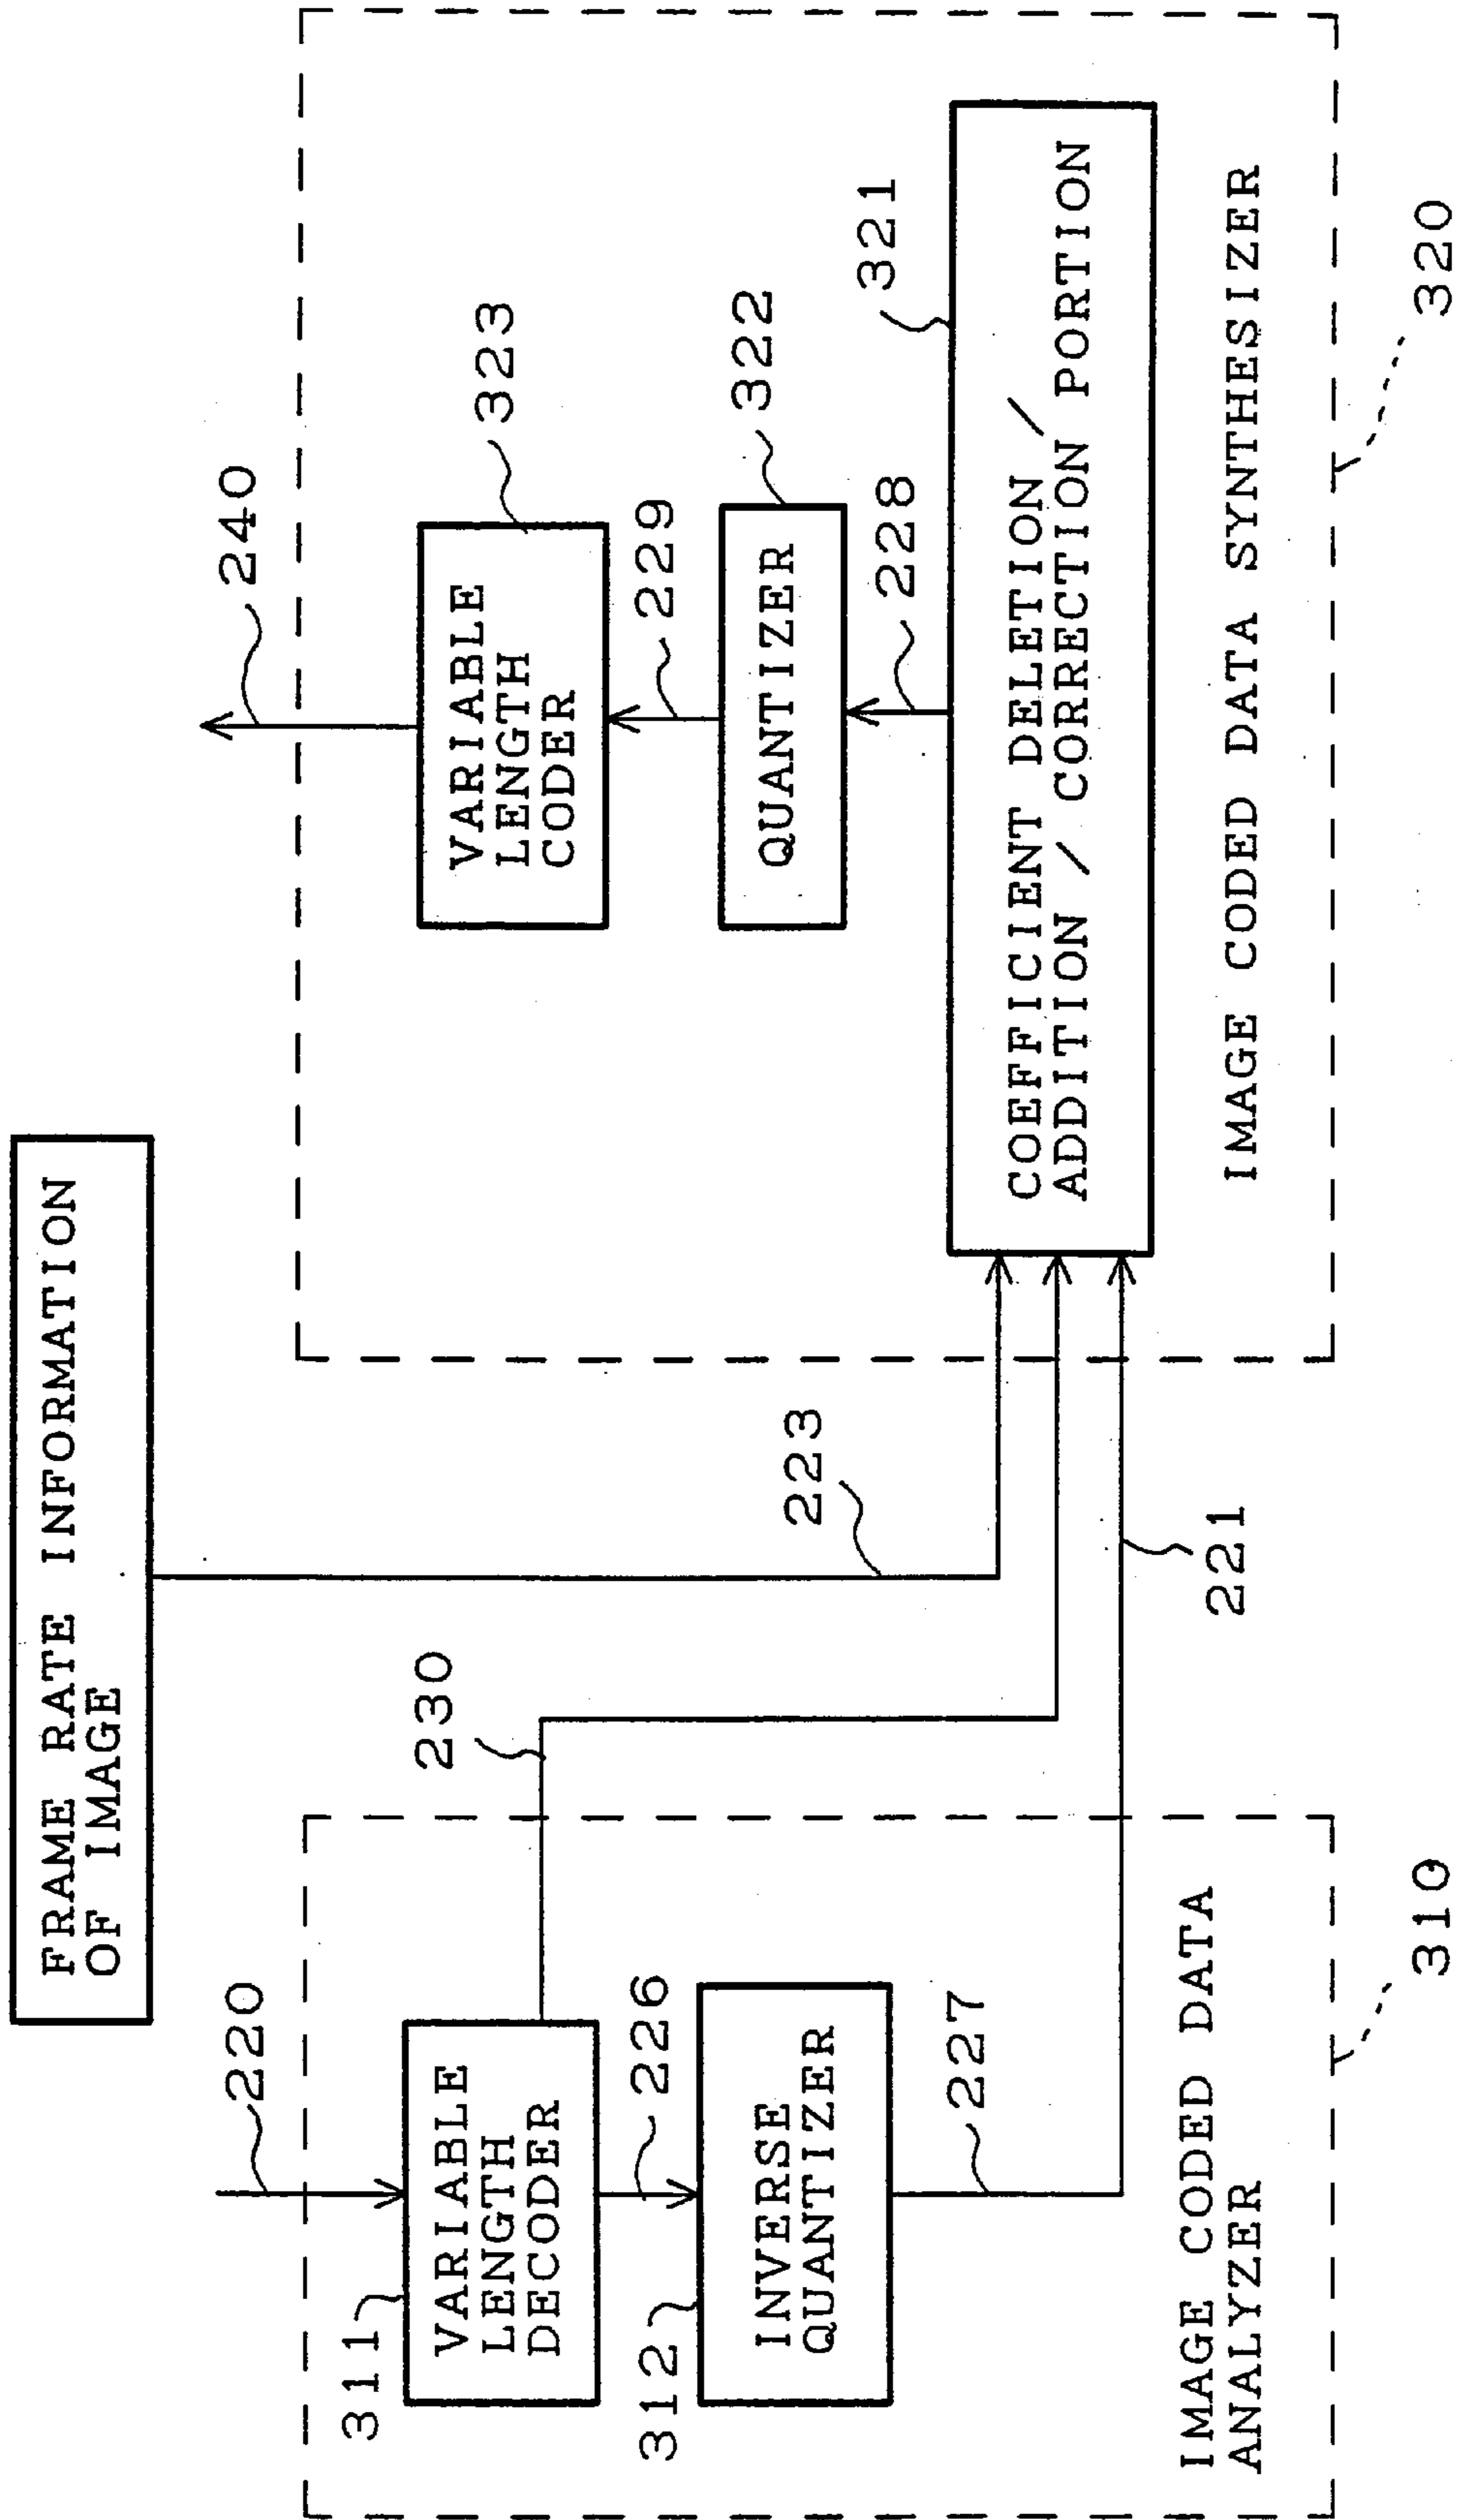 FRAME RATE INFORMATION
OF IMAGE
220
311
VARIABLE
LENGTH
DECODER
226
312
INVERSE
QUANTIZER
227
IMAGE CODED DATA
ANALYZER
310
230
223
221
240
VARIABLE
LENGTH
CODER
323
229
QUANTIZER
322
228
321
COEFFICIENT DELETION /
ADDITION / CORRECTION PORTION
IMAGE CODED DATA SYNTHESIZER
320